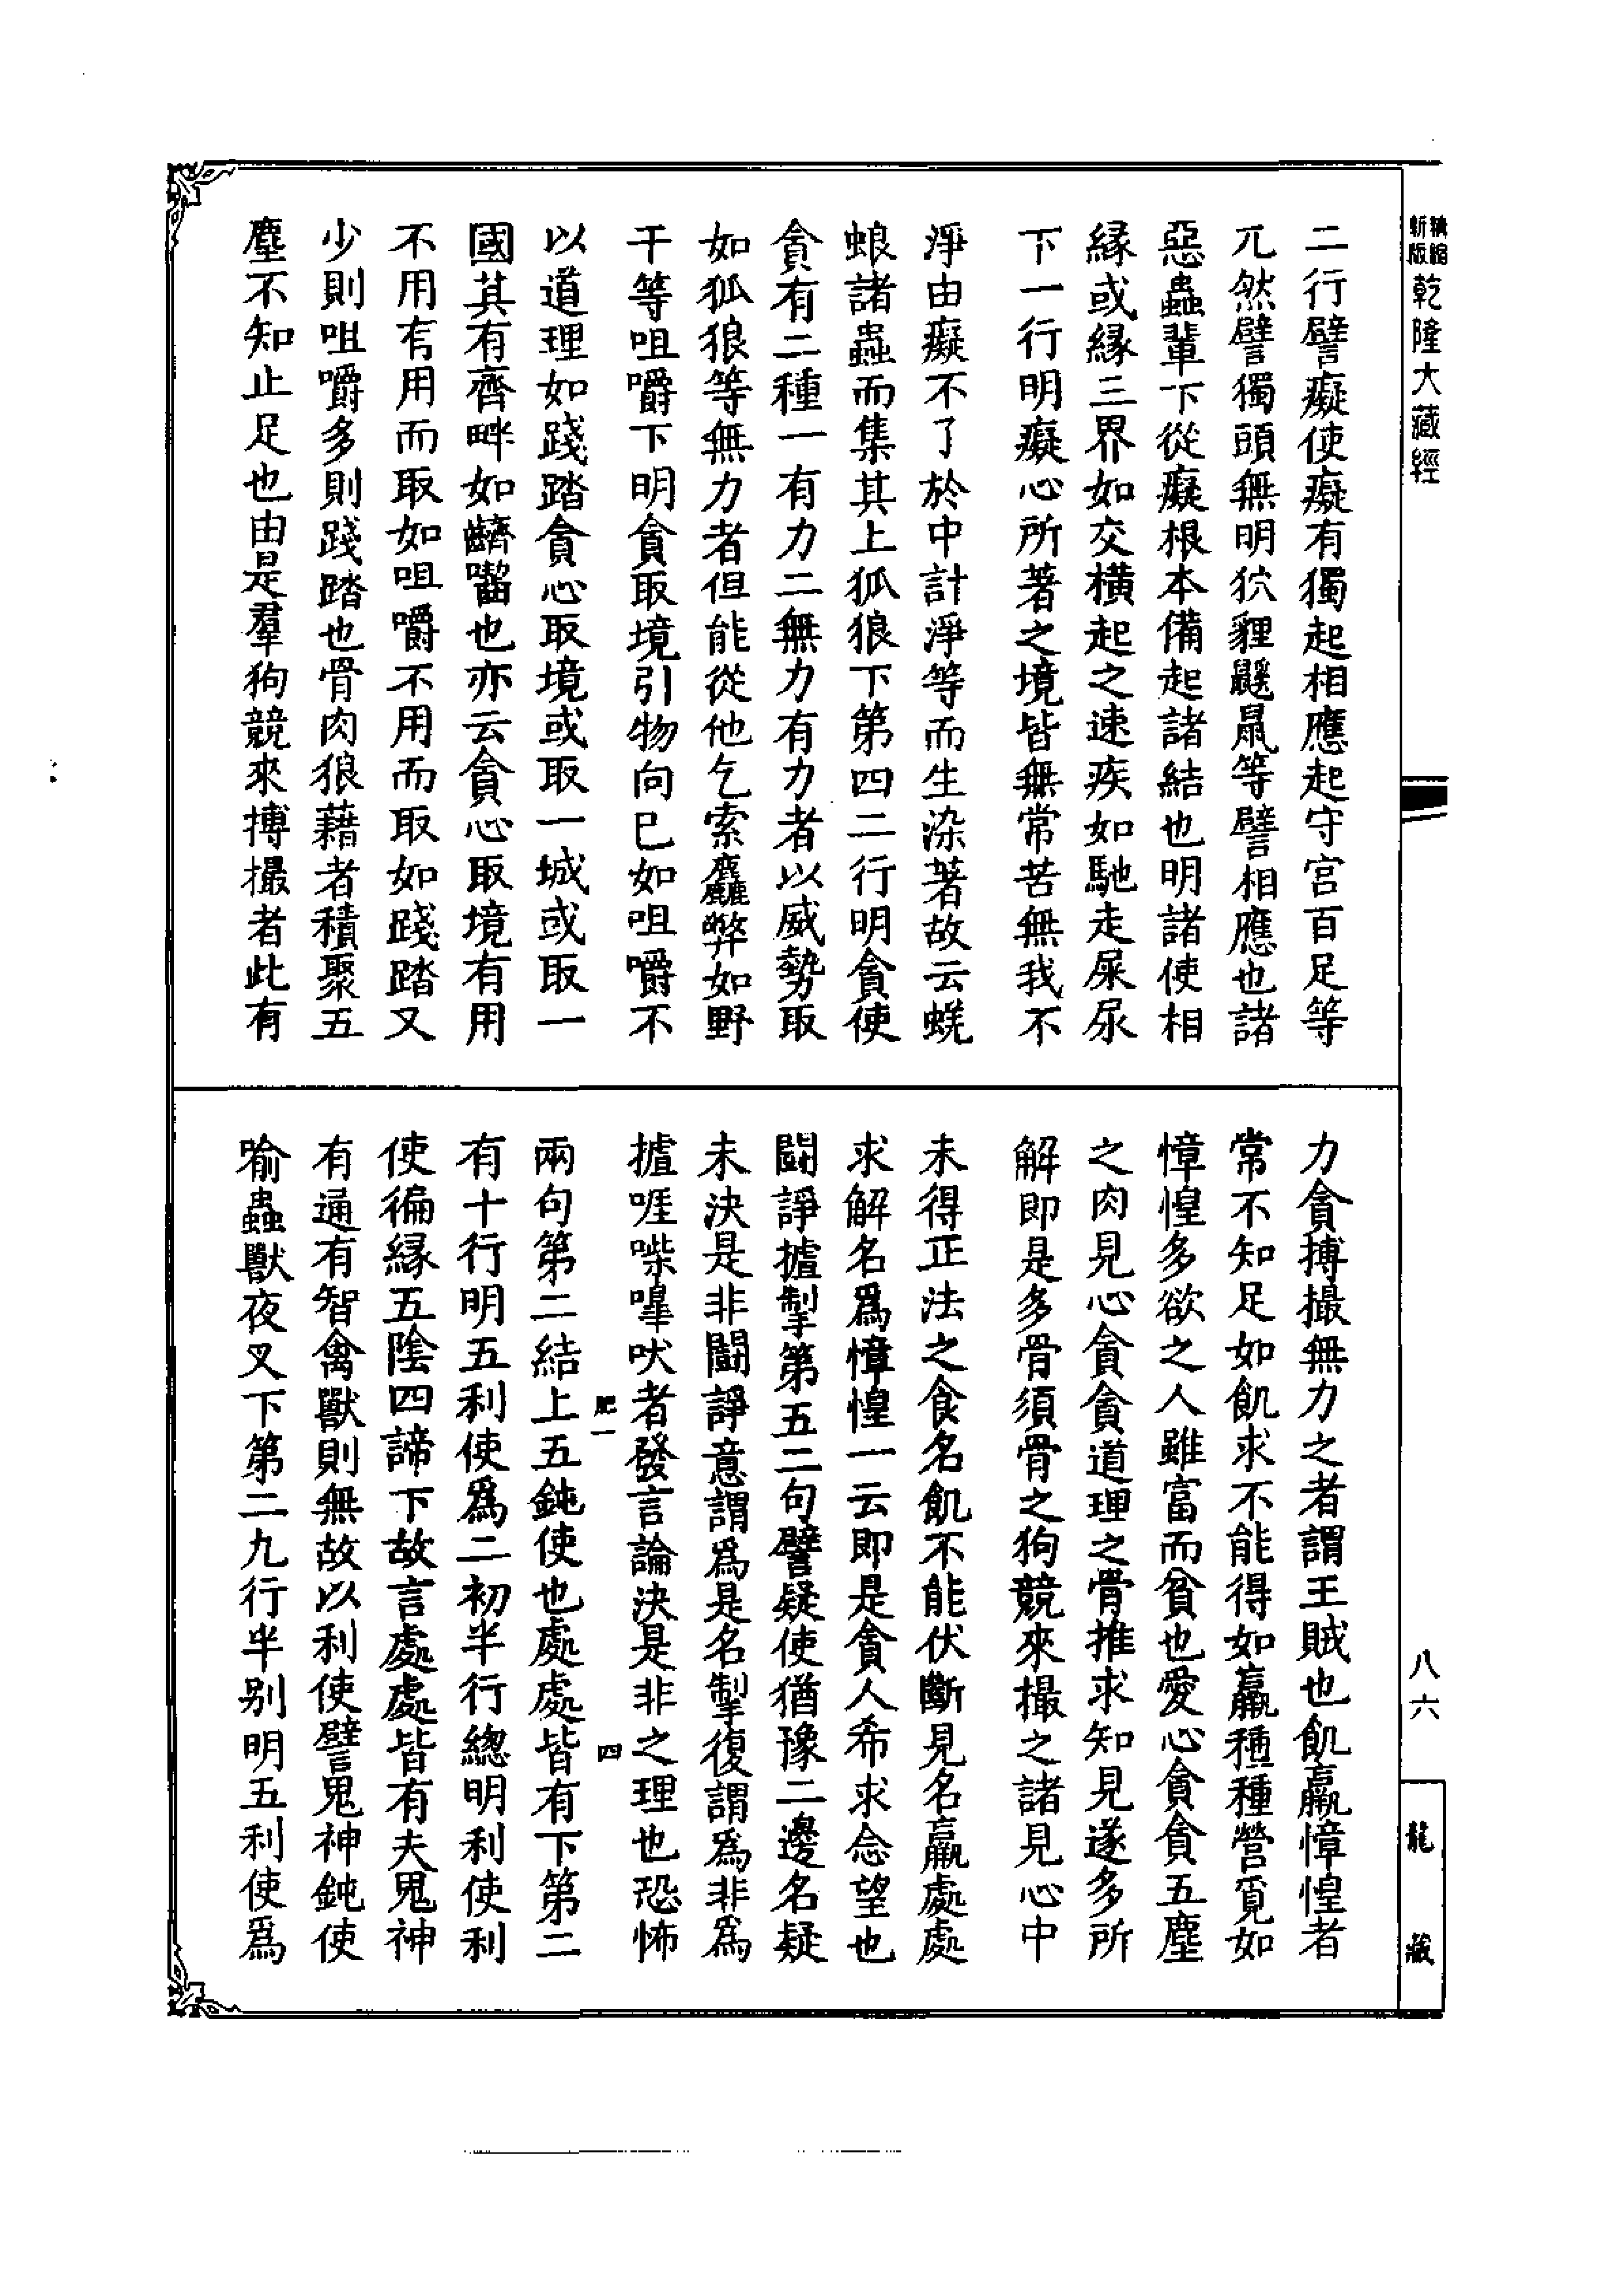 新版
精縮
乾隆大藏經
二行譬癡使癡有獨起相應起守宮百足等
兀然譬獨頭無明狖貍鼷鼠等譬相應也諸
惡蟲輩下從癡根本備起諸結也明諸使相
緣或緣三界如交橫起之速疾如馳走屎尿
下一行明癡心所著之境皆無常苦無我不
淨由癡不了於中計淨等而生染著故云蜣
蜋諸蟲而集其上狐狼下第四二行明貪使
貪有二種一有力二無力有力者以威勢取
如狐狼等無力者但能從他乞索麤弊如野
干等咀嚼下明貪取境引物向已如咀嚼不
以道理如踐踏貪心取境或取一城或取一
國其有齊畔如齩齧也亦云貪心取境有用
不用有用而取如咀嚼不用而取如踐踏又
少則咀嚼多則踐踏也骨肉狼藉者積聚五
塵不知止足也由是羣狗競來搏撮者此有
力貪搏撮無力之者謂王賊也飢羸慞惶者
常不知足如飢求不能得如羸種種營覓如
慞惶多欲之人雖富而貧也愛心貪貪五塵
之肉見心貪貪道理之骨推求知見遂多所
解即是多骨須骨之狗競來撮之諸見心中
未得正法之食名飢不能伏斷見名羸處處
求解名爲慞惶一云即是貪人希求念望也
鬪諍摣掣第五二句譬疑使猶豫二邊名疑
未決是非鬪諍意謂爲是名掣復謂爲非爲
摣啀喍嘷吠者發言論決是非之理也恐怖
肥一
四
兩句第二結上五鈍使也處處皆有下第二
有十行明五利使爲二初半行總明利使利
使徧緣五陰四諦下故言處處皆有夫鬼神
有通有智禽獸則無故以利使譬鬼神鈍使
喻蟲獸夜叉下第二九行半別明五利使爲
八六
龍藏